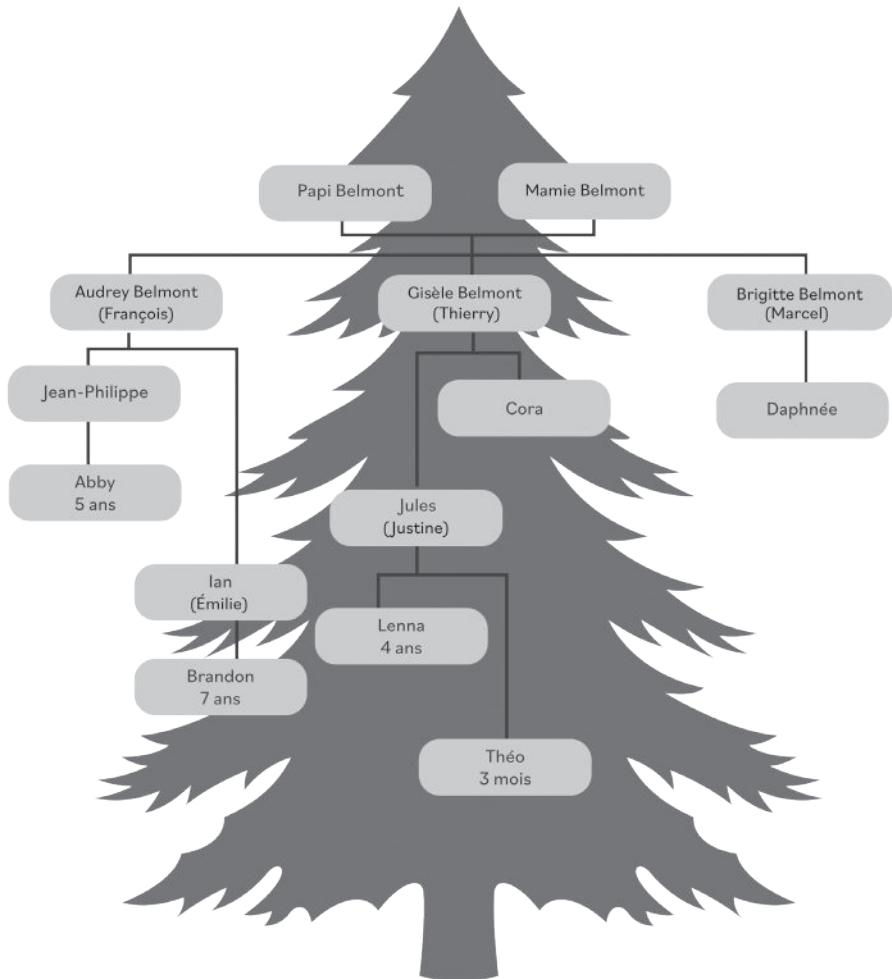 Papi Belmont
Mamie Belmont
Audrey Belmont
(François)
Gisèle Belmont
(Thierry)
Brigitte Belmont
(Marcel)
Jean-Philippe
Cora
Daphnée
Abby
5 ans
Jules
(Justine)
Ian
(Émilie)
Lenna
4 ans
Brandon
7 ans
Théo
3 mois